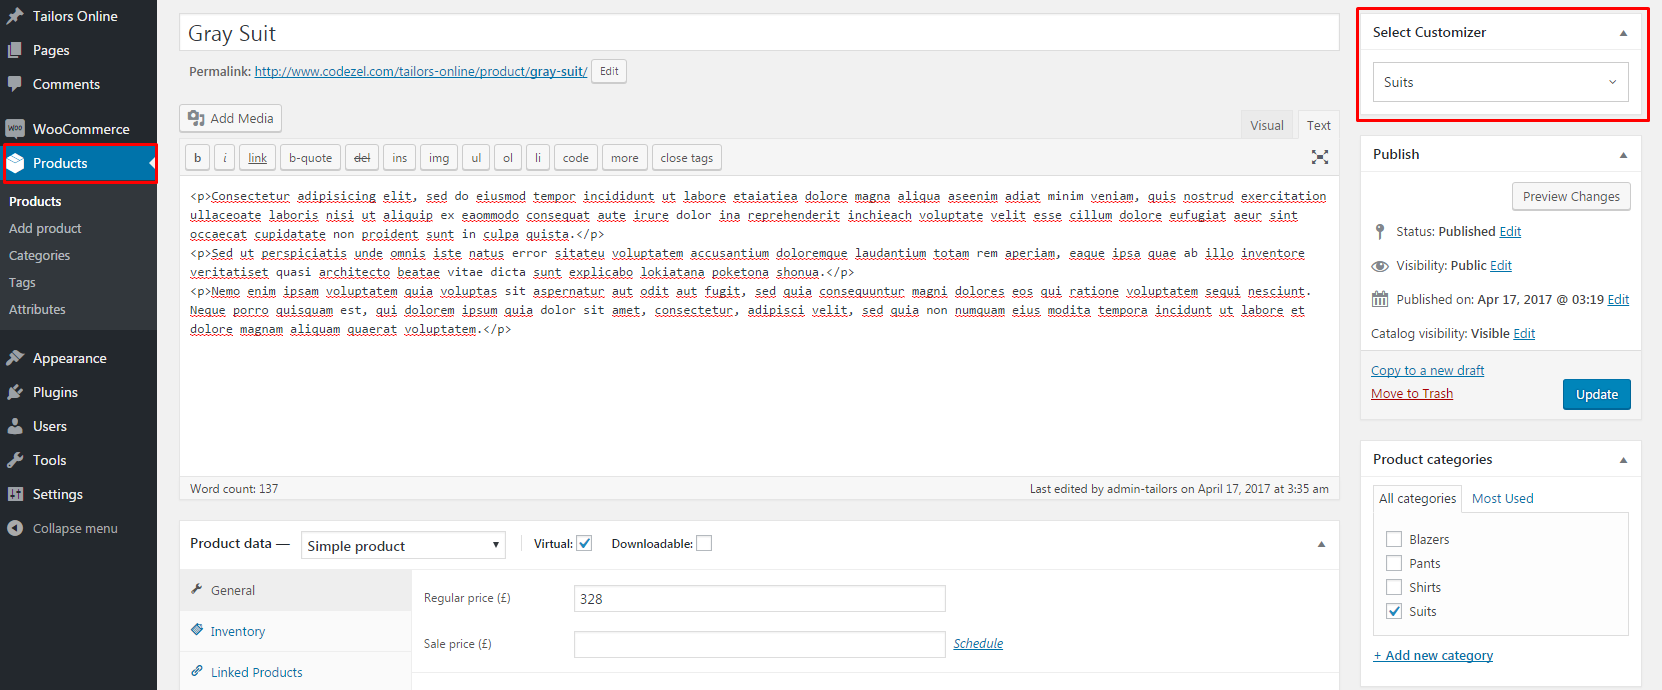 Tailors Online
Pages
Comments
WOO WooCommerce
Products
Products
Add product
Categories
Tags
Attributes
Appearance
Plugins
Users
Tools
Settings
Collapse menu
Gray Suit
Permalink: http://www.codezel.com/tailors-online/product/gray-suit/ Edit
Add Media
Visual Text
b i link b-quote del ins img ul ol li code more close tags
<p>Consectetur adipisicing elit, sed do eiusmod tempor incididunt ut labore etaiatiea dolore magna aliqua aseenim adiat minim veniam, quis nostrud exercitation
ullaceoate laboris nisi ut aliquip ex eaommodo consequat aute irure dolor ina reprehenderit inchieach voluptate velit esse cillum dolore eufugiat aeur sint
occaecat cupidatate non proident sunt in culpa quista.</p>
<p>Sed ut perspiciatis unde omnis iste natus error sitateu voluptatem accusantium doloremque laudantium totam rem aperiam, eaque ipsa quae ab illo inventore
veritatiset quasi architecto beatae vitae dicta sunt explicabo lokiatana poketona shonua.</p>
<p>Nemo enim ipsam voluptatem quia voluptas sit aspernatur aut odit aut fugit, sed quia consequuntur magni dolores eos qui ratione voluptatem sequi nesciunt.
Neque porro quisquam est, qui dolorem ipsum quia dolor sit amet, consectetur, adipisci velit, sed quia non numquam eius modita tempora incidunt ut labore et
dolore magnam aliquam quaerat voluptatem.</p>
Word count: 137
Last edited by admin-tailors on April 17, 2017 at 3:35 am
Product data — Simple product Virtual: Downloadable:
General
Inventory
Linked Products
Regular price (£) 328
Sale price (£) Schedule
Select Customizer
Suits
Publish
Preview Changes
Status: Published Edit
Visibility: Public Edit
Published on: Apr 17, 2017 @ 03:19 Edit
Catalog visibility: Visible Edit
Copy to a new draft
Move to Trash
Update
Product categories
All categories Most Used
Blazers
Pants
Shirts
Suits
+ Add new category